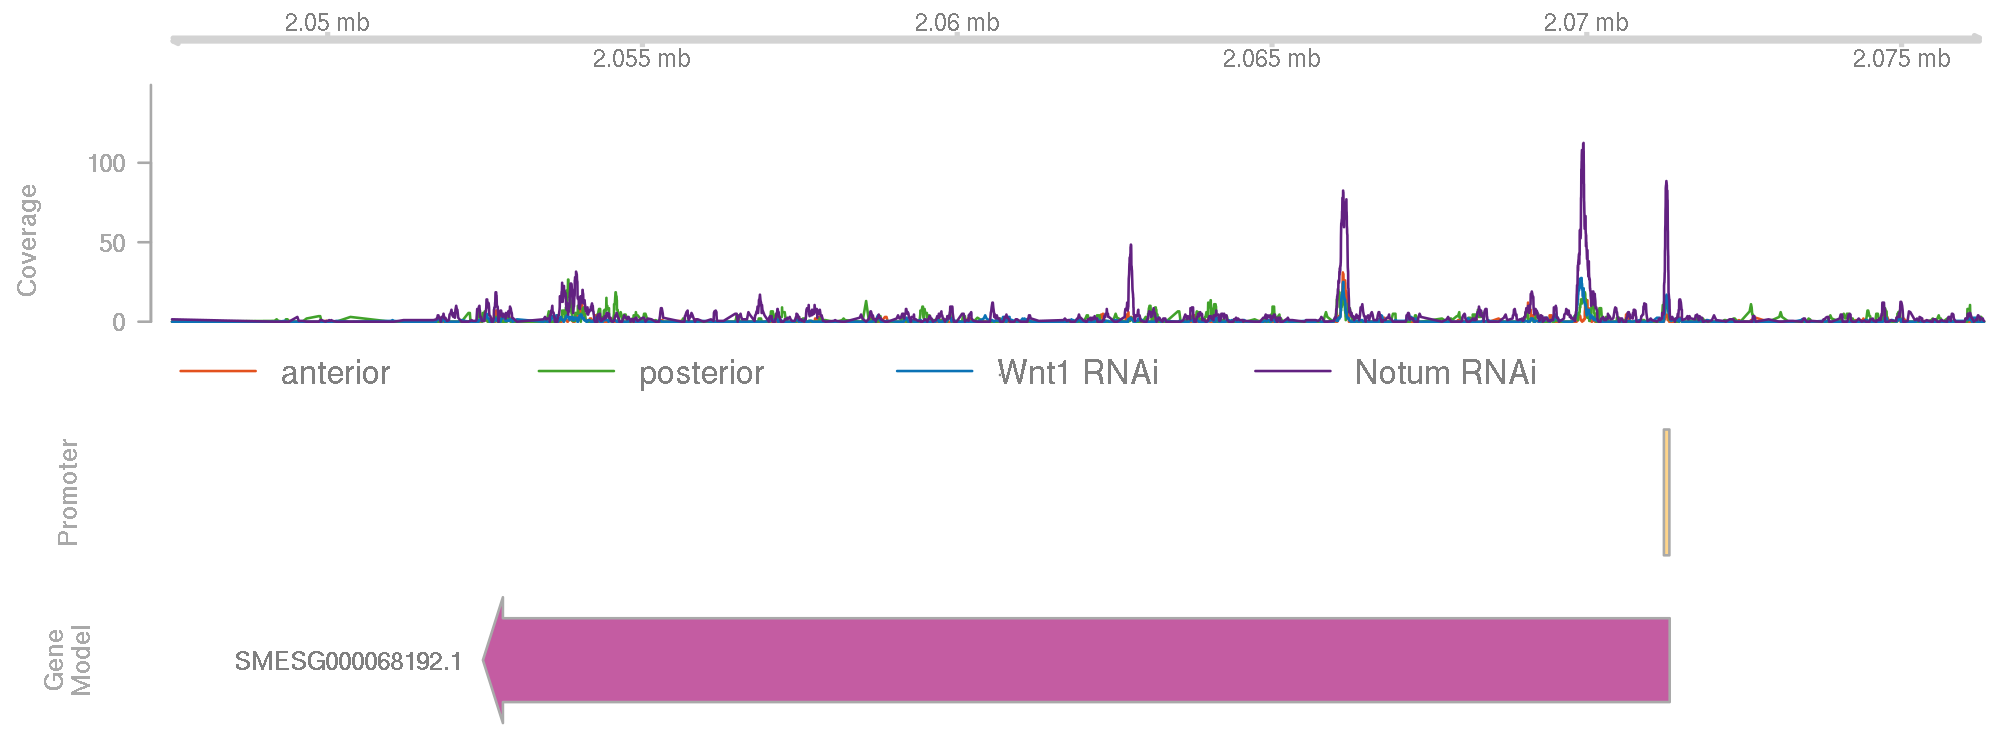 2.05 mb 2.06 mb 2.07 mb
2.055 mb 2.065 mb 2.075 mb
Coverage
100
50
0
anterior posterior Wnt1 RNAi Notum RNAi
Promoter
Gene
Model
SMESG000068192.1